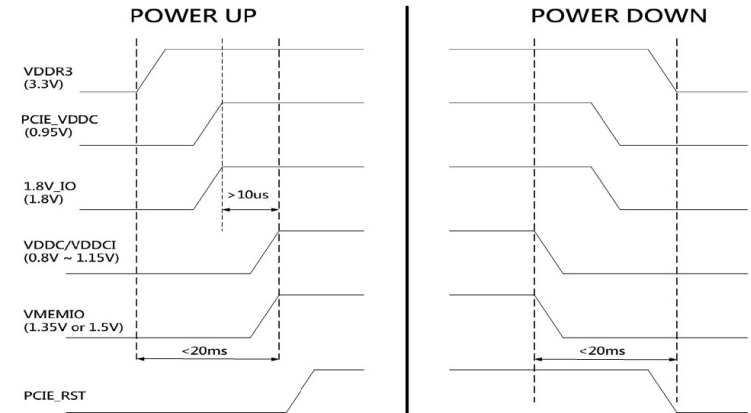 POWER UP
POWER DOWN
VDDR3
(3.3V)
PCIE_VDDC
(0.95V)
1.8V_IO
(1.8V)
>10us
VDDC/VDDCI
(0.8V ~ 1.15V)
VMEMIO
(1.35V or 1.5V)
<20ms
<20ms
PCIE_RST